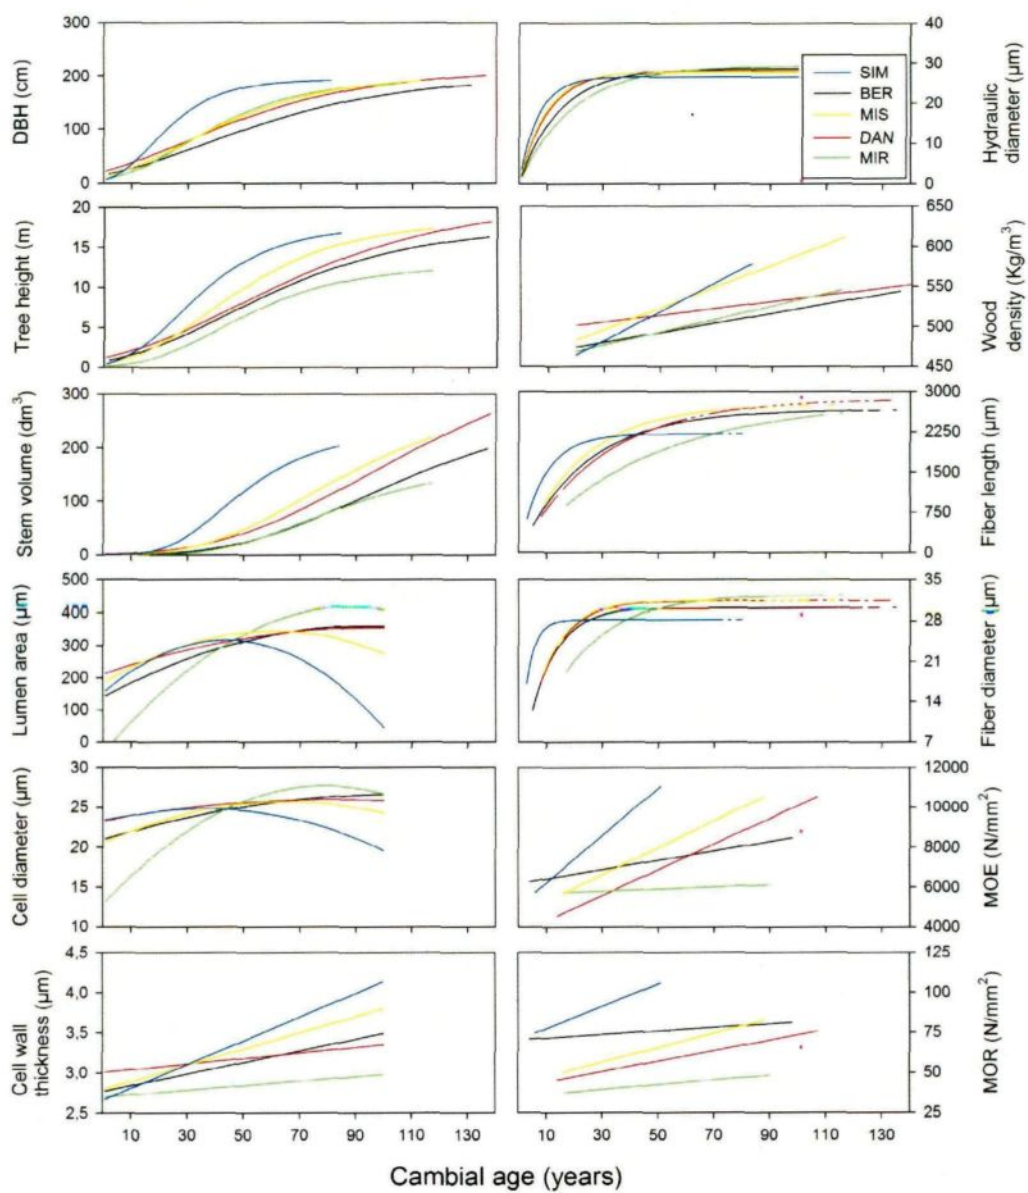 300
200
100
0
DBH (cm)
40
30
20
10
0
Hydraulic
diameter (µm)
SIM
BER
MIS
DAN
MIR
20
15
10
5
0
Tree height (m)
650
600
550
500
450
Wood
density (Kg/m³)
300
200
100
0
Stem volume (dm³)
3000
2250
1500
750
0
Fiber length (µm)
500
400
300
200
100
0
Lumen area (µm)
35
28
21
14
7
Fiber diameter (µm)
30
25
20
15
10
Cell diameter (µm)
12000
10000
8000
6000
4000
MOE (N/mm²)
4,5
4,0
3,5
3,0
2,5
Cell wall
thickness (µm)
125
100
75
50
25
MOR (N/mm²)
10 30 50 70 90 110 130
10 30 50 70 90 110 130
Cambial age (years)